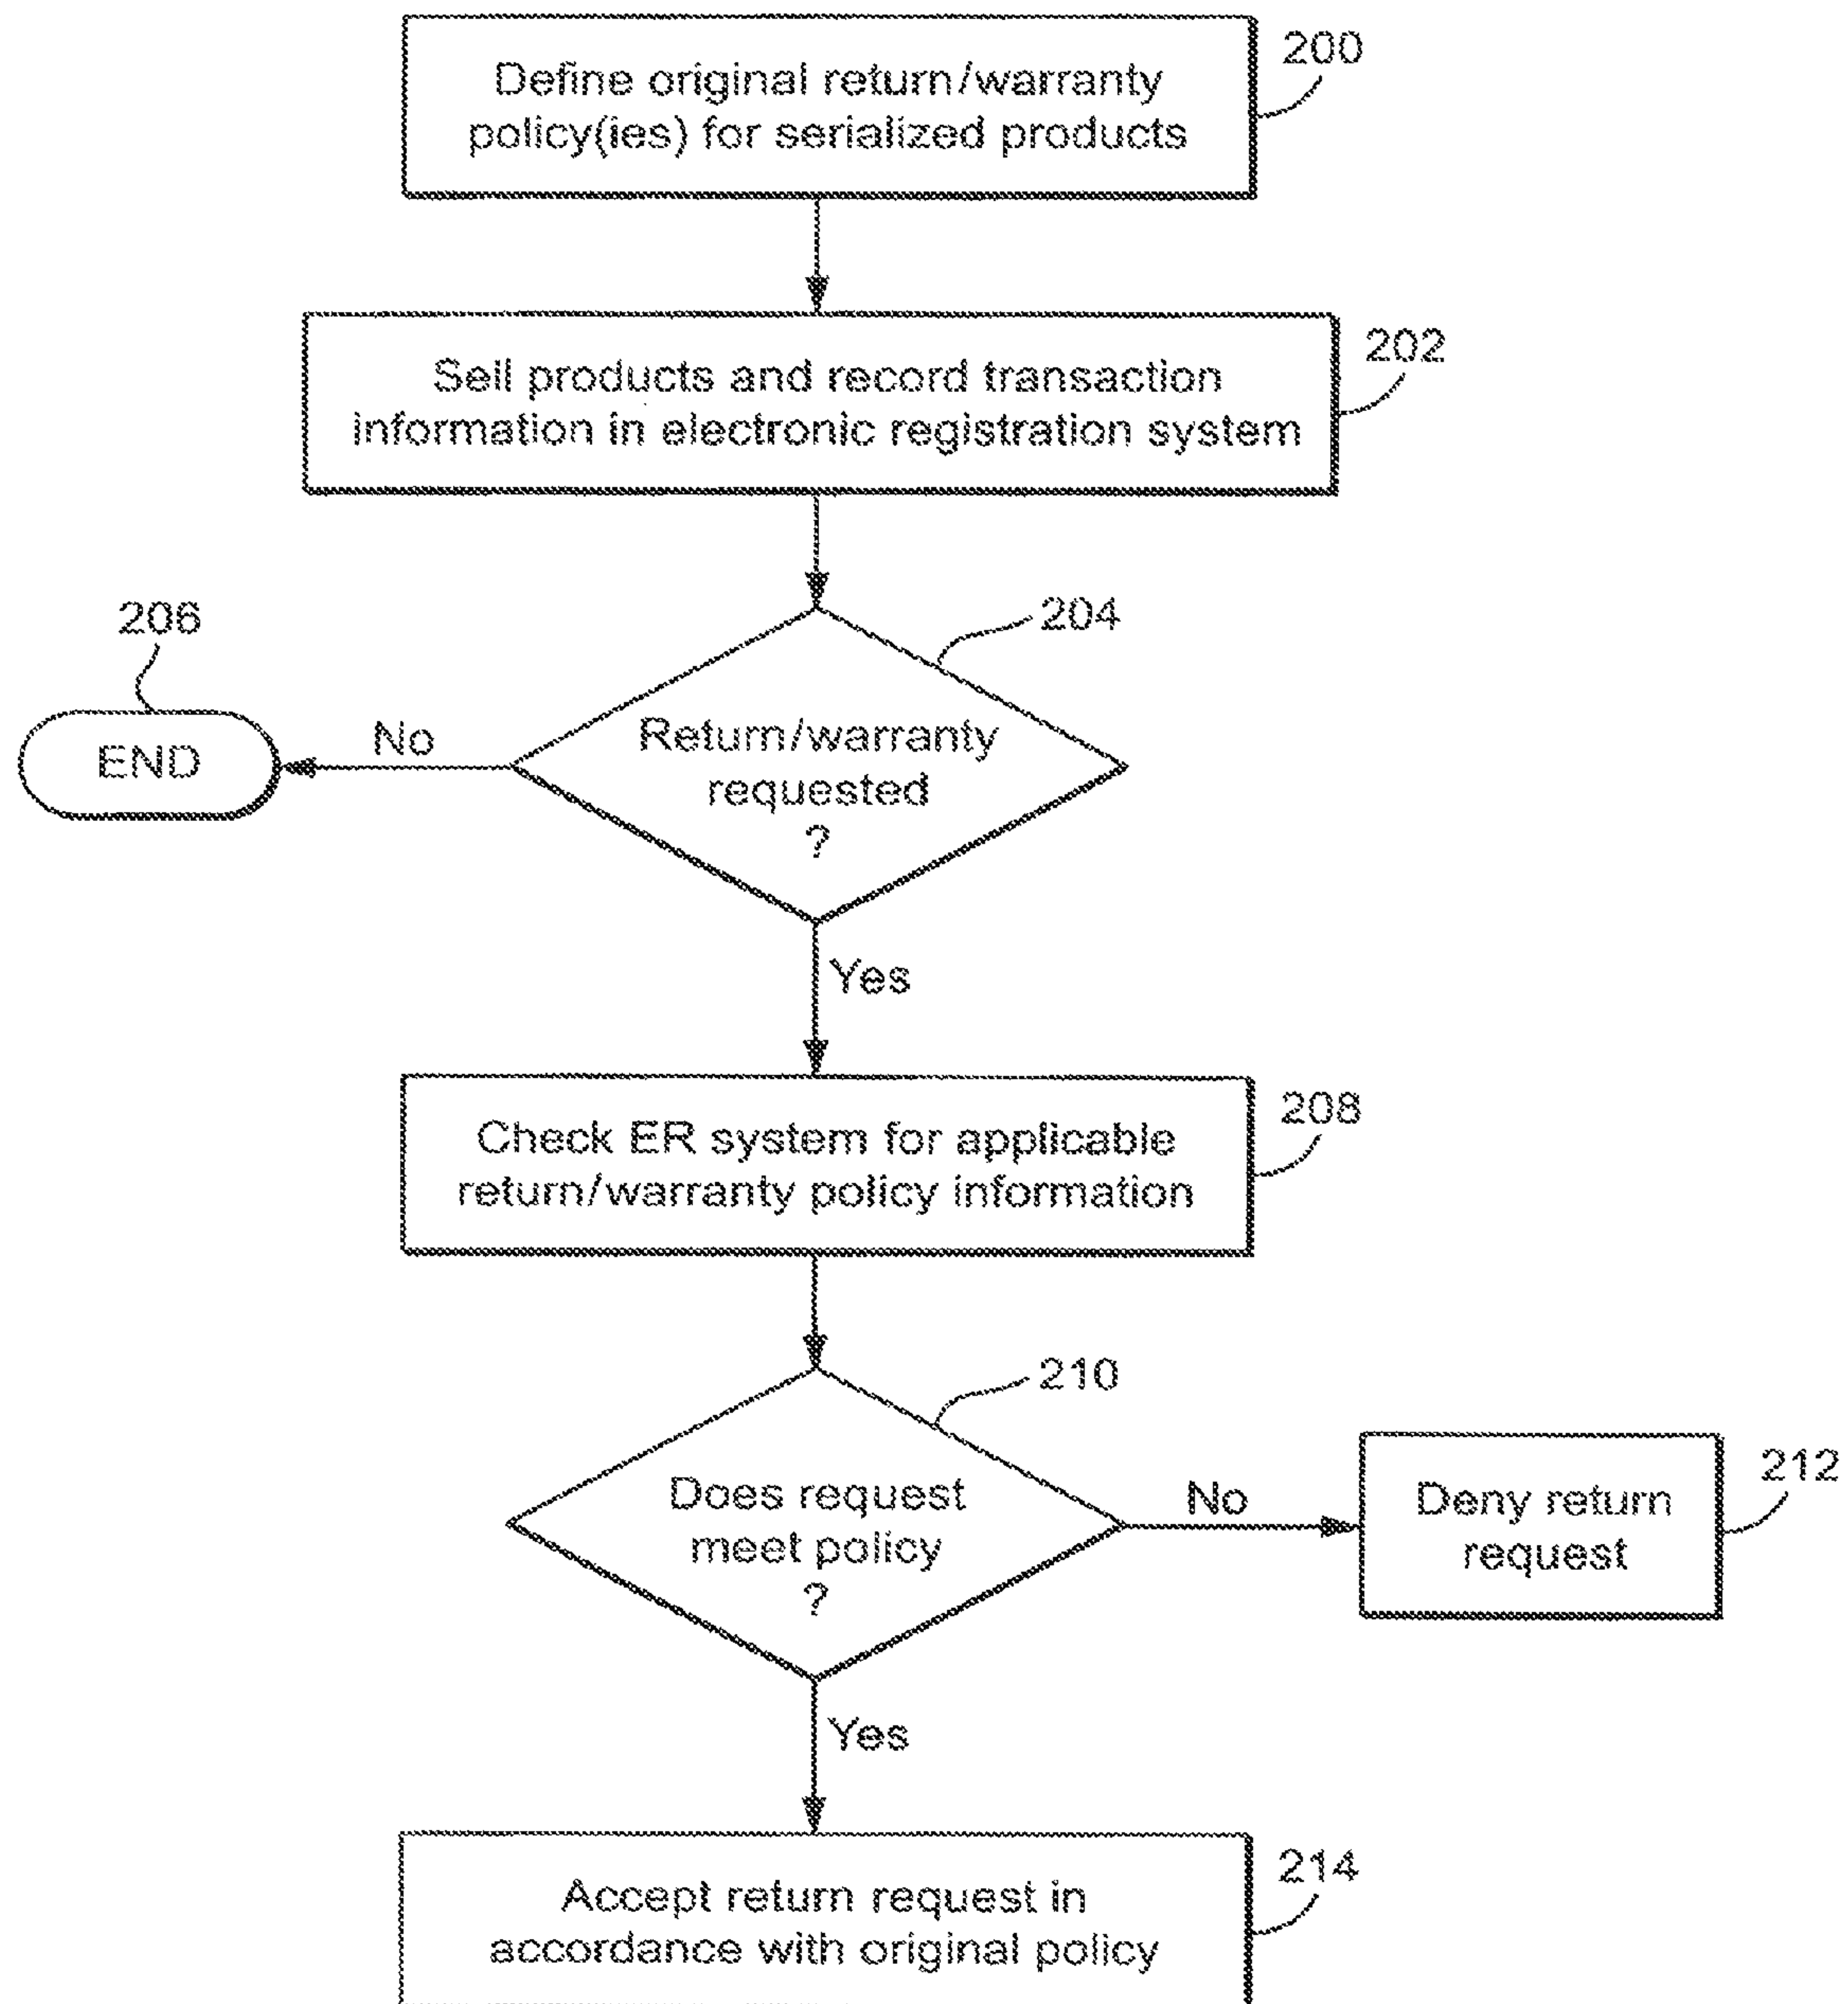 Define original return/warranty
policy(ies) for serialized products
200
Sell products and record transaction
information in electronic registration system
202
204
206
Return/warranty
requested
?
No
END
Yes
Check ER system for applicable
return/warranty policy information
208
210
Does request
meet policy
?
No
Deny return
request
212
Yes
Accept return request in
accordance with original policy
214